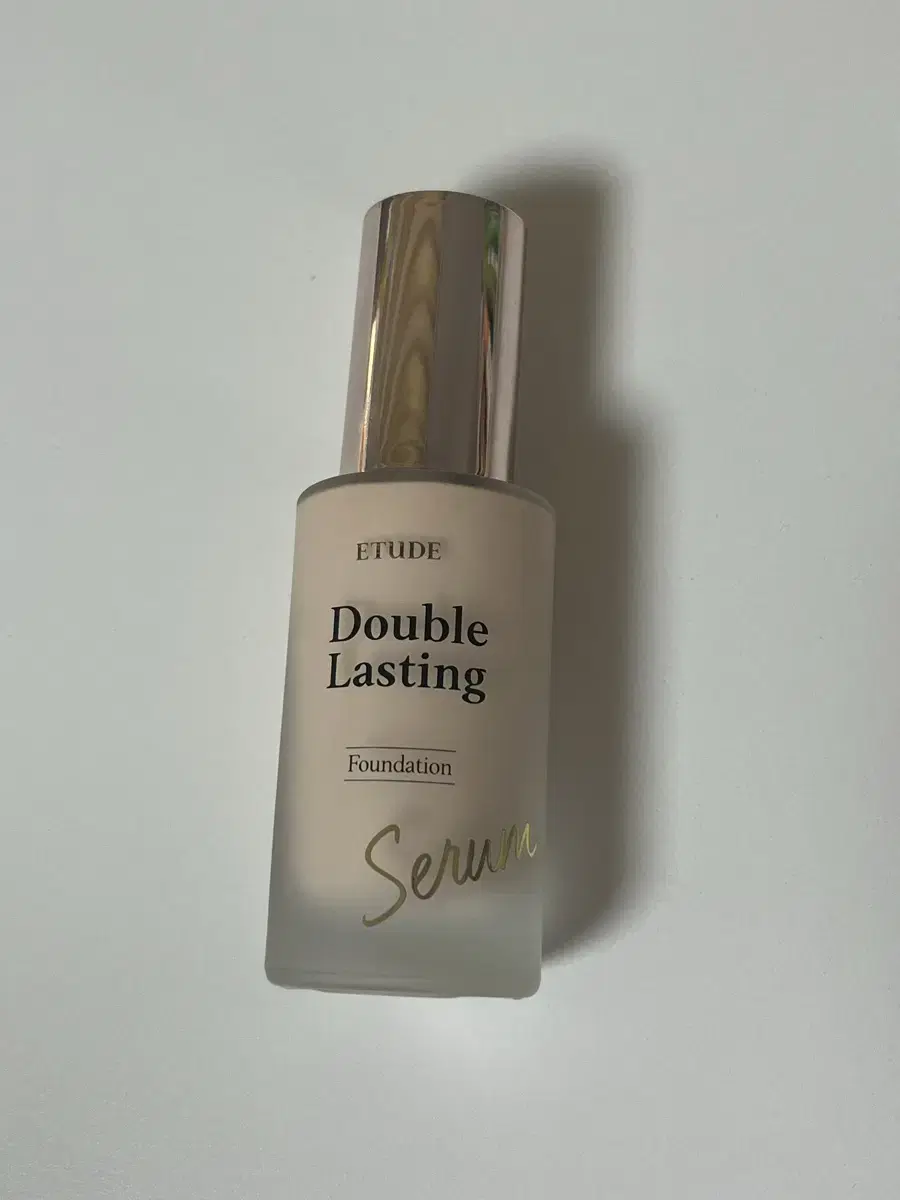 ETUDE
Double
Lasting
Foundation
Serum